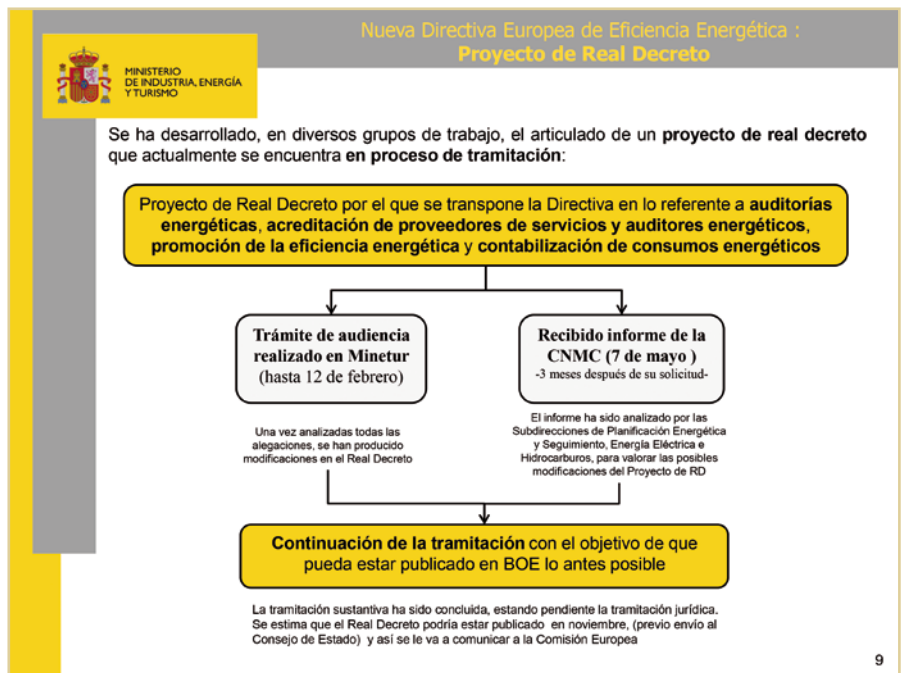 Nueva Directiva Europea de Eficiencia Energética :
Proyecto de Real Decreto
MINISTERIO
DE INDUSTRIA, ENERGÍA
Y TURISMO
Se ha desarrollado, en diversos grupos de trabajo, el articulado de un proyecto de real decreto
que actualmente se encuentra en proceso de tramitación:
Proyecto de Real Decreto por el que se transpone la Directiva en lo referente a auditorías
energéticas, acreditación de proveedores de servicios y auditores energéticos,
promoción de la eficiencia energética y contabilización de consumos energéticos
Trámite de audiencia
realizado en Minetur
(hasta 12 de febrero)
Recibido informe de la
CNMC (7 de mayo )
-3 meses después de su solicitud-
Una vez analizadas todas las
alegaciones, se han producido
modificaciones en el Real Decreto
El informe ha sido analizado por las
Subdirecciones de Planificación Energética
y Seguimiento, Energía Eléctrica e
Hidrocarburos, para valorar las posibles
modificaciones del Proyecto de RD
Continuación de la tramitación con el objetivo de que
pueda estar publicado en BOE lo antes posible
La tramitación sustantiva ha sido concluida, estando pendiente la tramitación jurídica.
Se estima que el Real Decreto podría estar publicado en noviembre, (previo envío al
Consejo de Estado) y así se le va a comunicar a la Comisión Europea
9